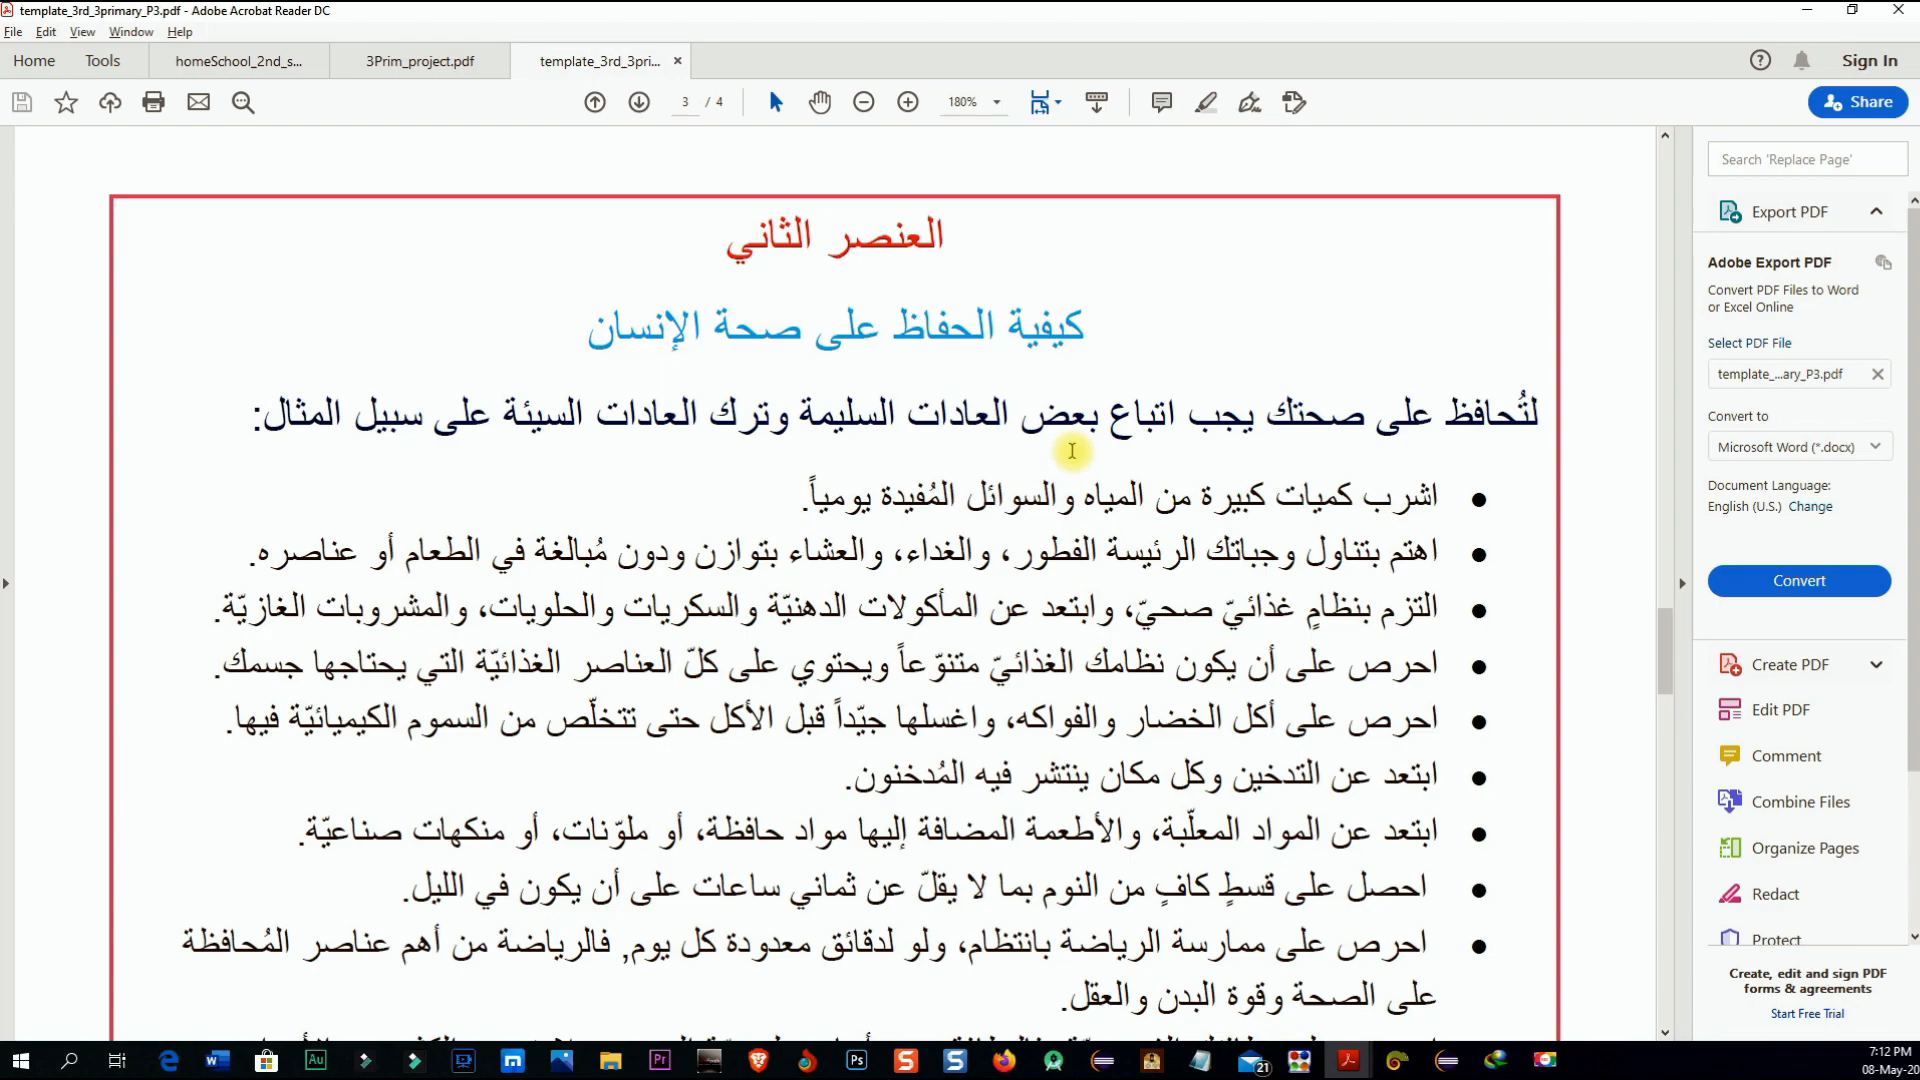 template_3rd_3primary_P3.pdf - Adobe Acrobat Reader DC
File Edit View Window Help
Home Tools homeSchool_2nd_s... 3Prim_project.pdf template_3rd_3pri... Sign In
3 / 4 180% Share
العنصر الثاني
كيفية الحفاظ على صحة الإنسان
لتُحافظ على صحتك يجب اتباع بعض العادات السليمة وترك العادات السيئة على سبيل المثال:
● اشرب كميات كبيرة من المياه والسوائل المُفيدة يومياً.
● اهتم بتناول وجباتك الرئيسة الفطور، والغداء، والعشاء بتوازن ودون مُبالغة في الطعام أو عناصره.
● التزم بنظامٍ غذائيّ صحيّ، وابتعد عن المأكولات الدهنيّة والسكريات والحلويات، والمشروبات الغازيّة.
● احرص على أن يكون نظامك الغذائيّ متنوّعاً ويحتوي على كلّ العناصر الغذائيّة التي يحتاجها جسمك.
● احرص على أكل الخضار والفواكه، واغسلها جيّداً قبل الأكل حتى تتخلّص من السموم الكيميائيّة فيها.
● ابتعد عن التدخين وكل مكان ينتشر فيه المُدخنون.
● ابتعد عن المواد المعلّبة، والأطعمة المضافة إليها مواد حافظة، أو ملوّنات، أو منكهات صناعيّة.
● احصل على قسطٍ كافٍ من النوم بما لا يقلّ عن ثماني ساعات على أن يكون في الليل.
● احرص على ممارسة الرياضة بانتظام، ولو لدقائق معدودة كل يوم, فالرياضة من أهم عناصر المُحافظة
على الصحة وقوة البدن والعقل.
Search 'Replace Page'
Export PDF
Adobe Export PDF
Convert PDF Files to Word
or Excel Online
Select PDF File
template_...ary_P3.pdf
Convert to
Microsoft Word (*.docx)
Document Language:
English (U.S.) Change
Convert
Create PDF
Edit PDF
Comment
Combine Files
Organize Pages
Redact
Protect
Create, edit and sign PDF
forms & agreements
Start Free Trial
21
7:12 PM
08-May-20